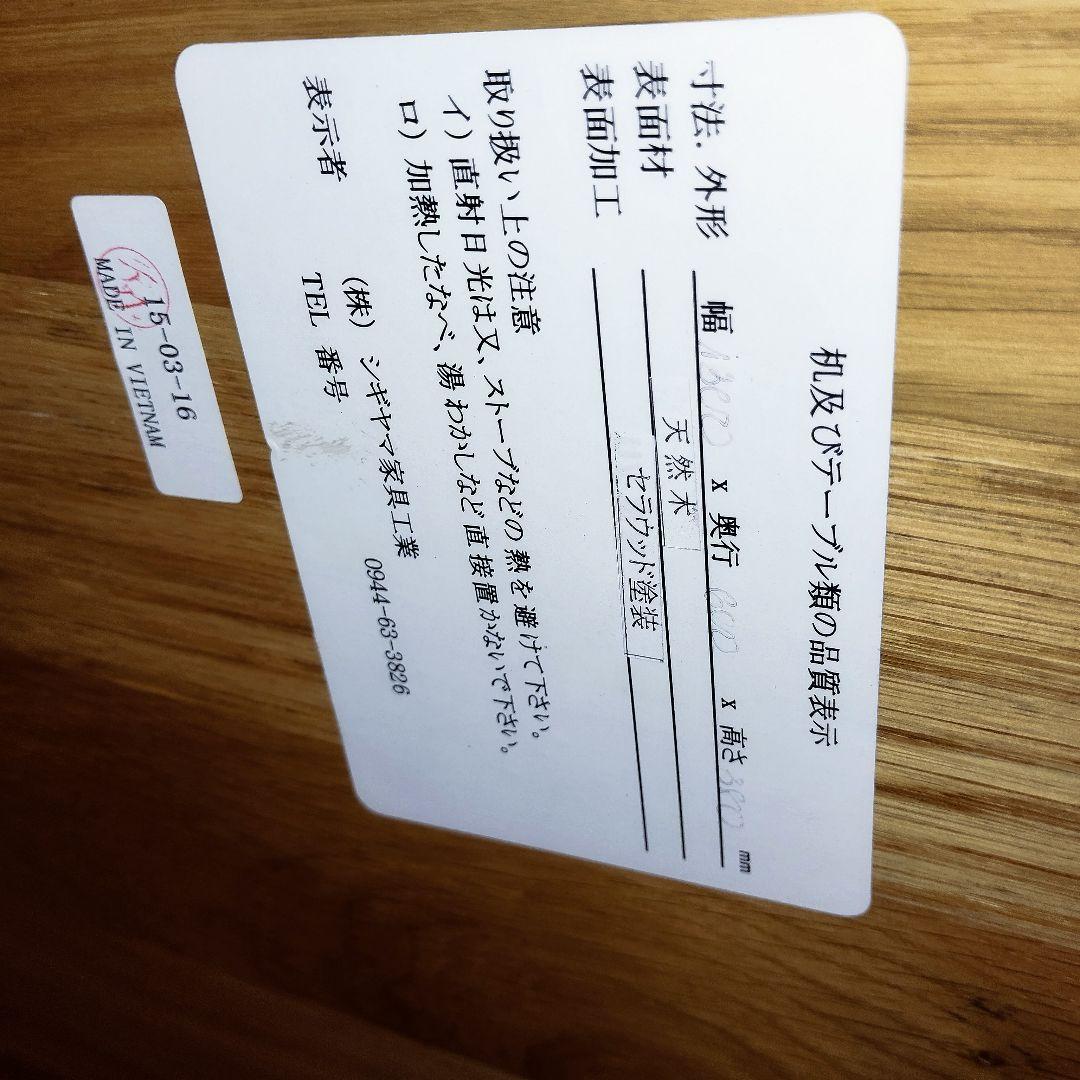 机及びテーブル類の品質表示
寸法．外形 幅 x 奥行 x 高さ mm
表面材 天然木
表面加工 セラウッド塗装
取り扱い上の注意
イ）直射日光は又、ストーブなどの熱を避けて下さい。
ロ）加熱したなべ、湯わかしなど直接置かないで下さい。
表示者 （株）シギヤマ家具工業
TEL 番号 0944-63-3826
15-03-16
MADE IN VIETNAM